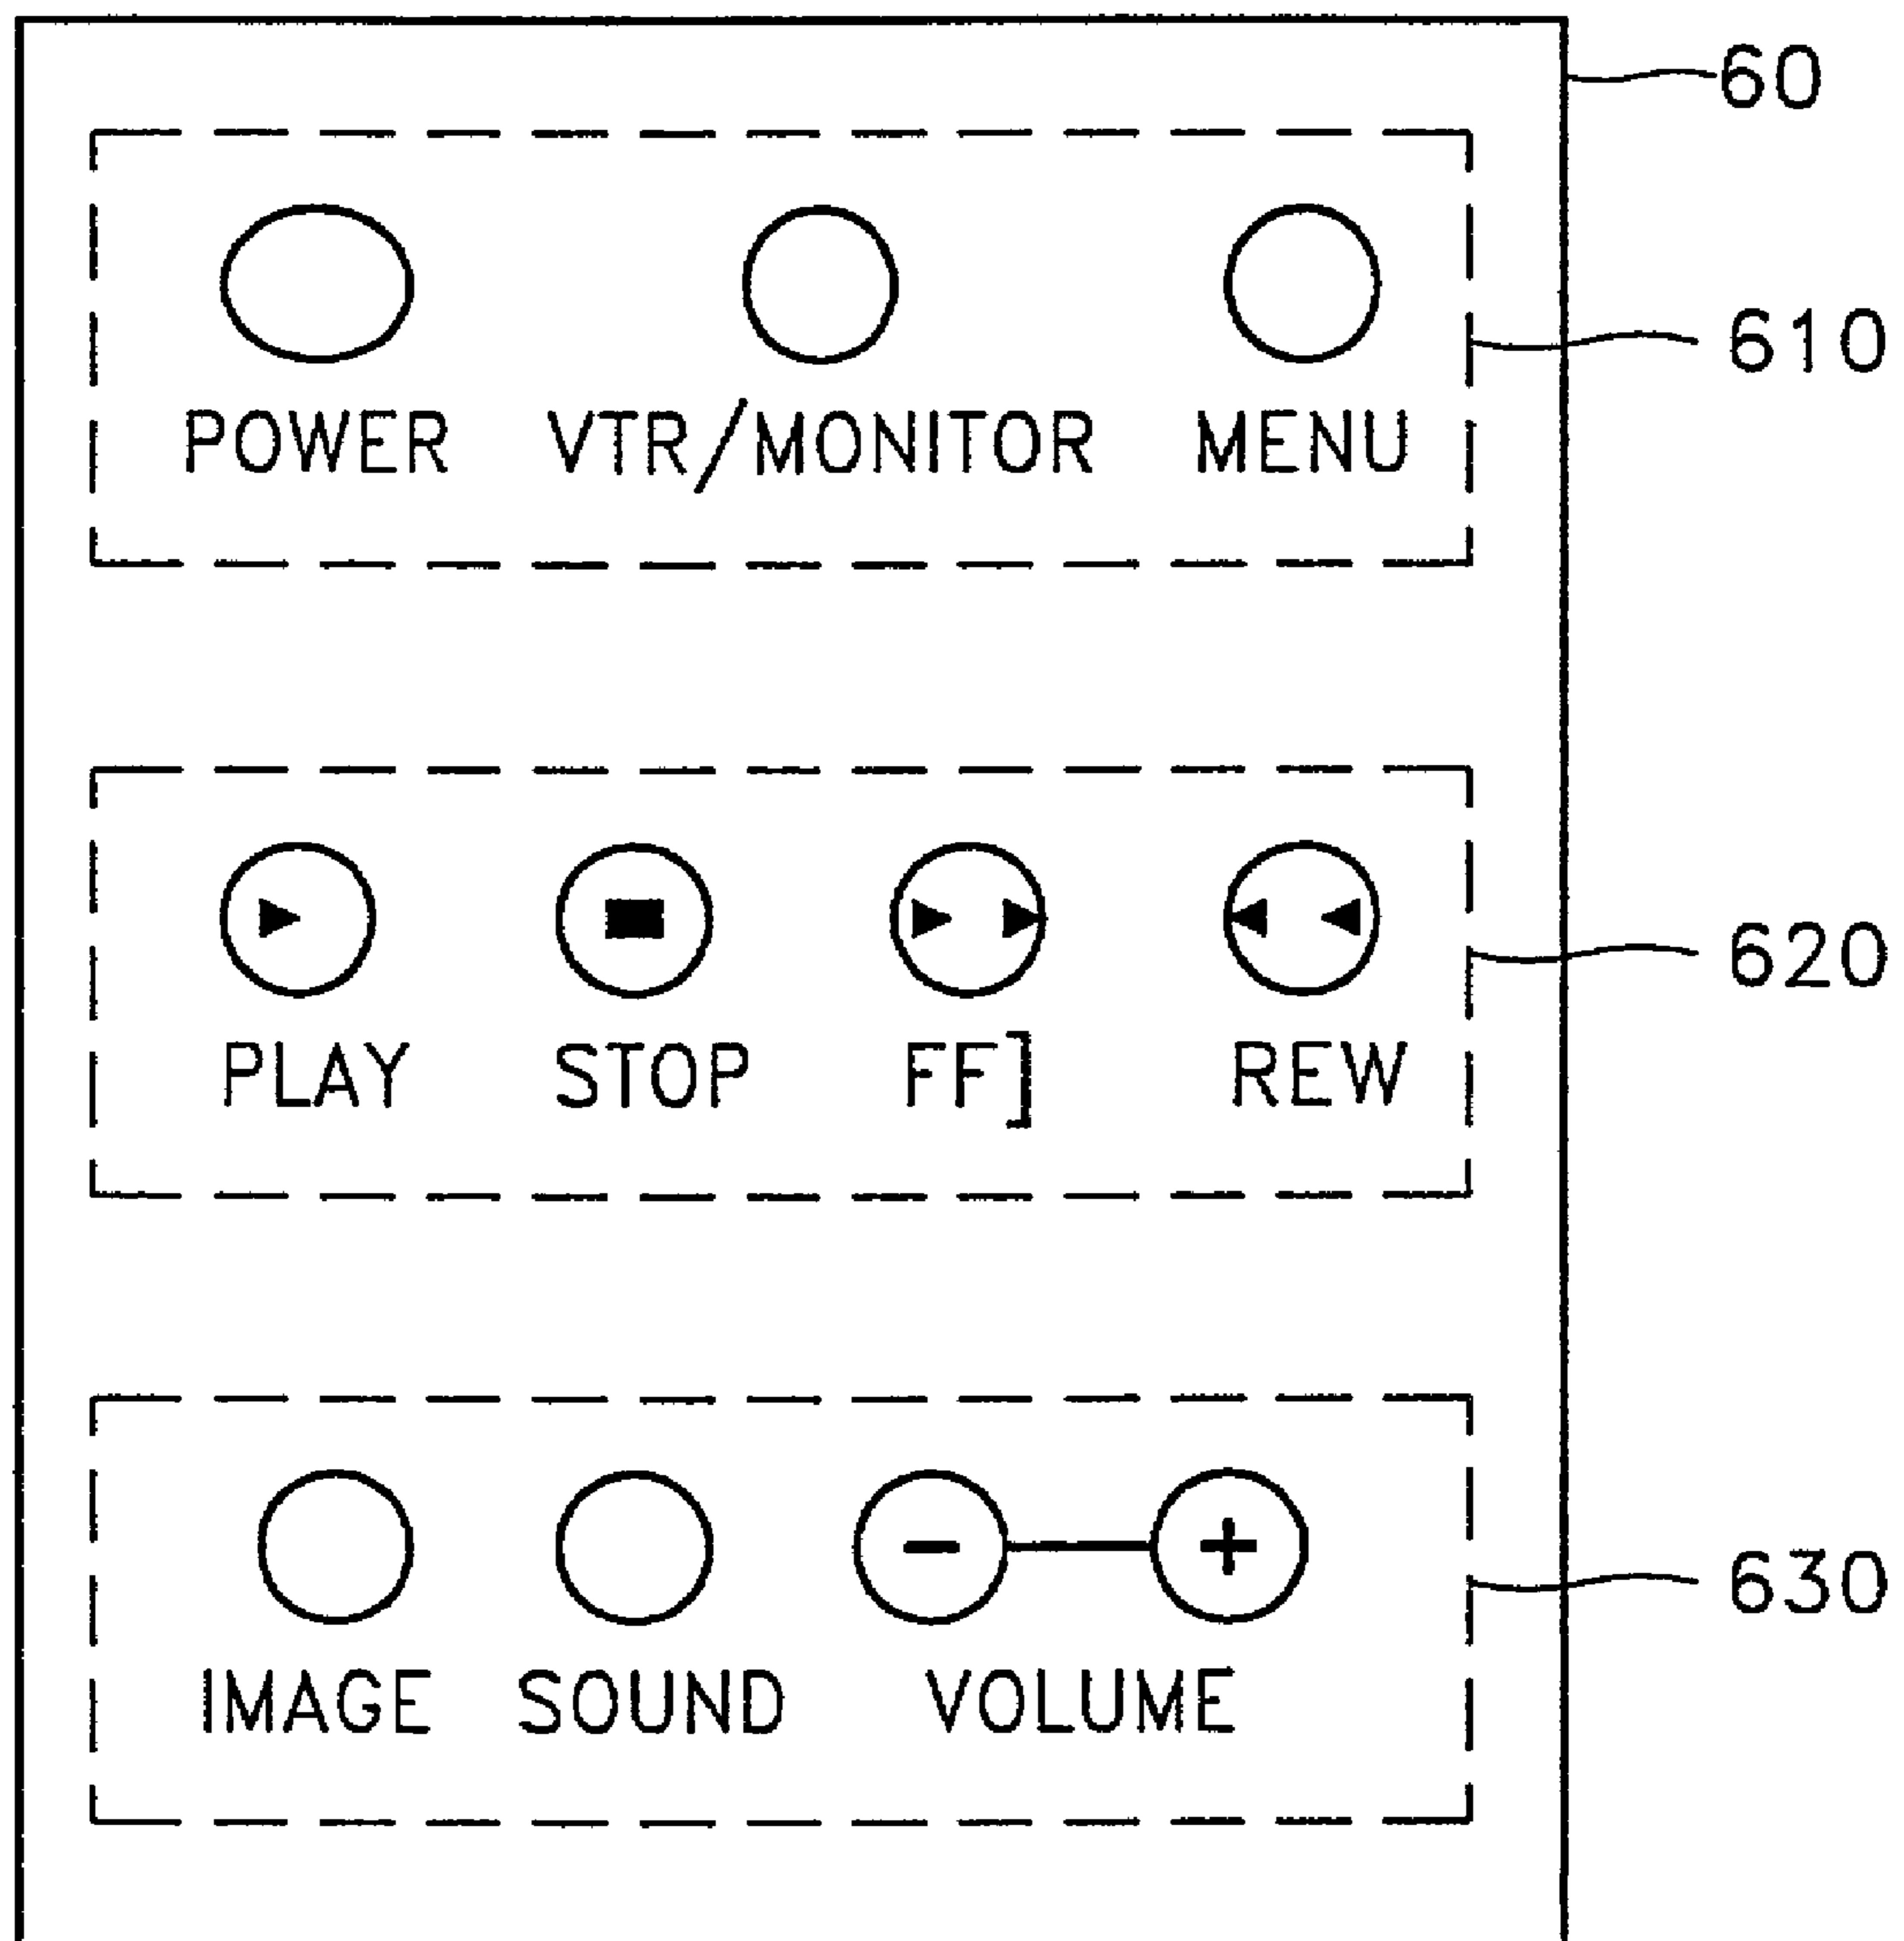 60
610
POWER VTR/MONITOR MENU
620
PLAY STOP FF] REW
- +
630
IMAGE SOUND VOLUME